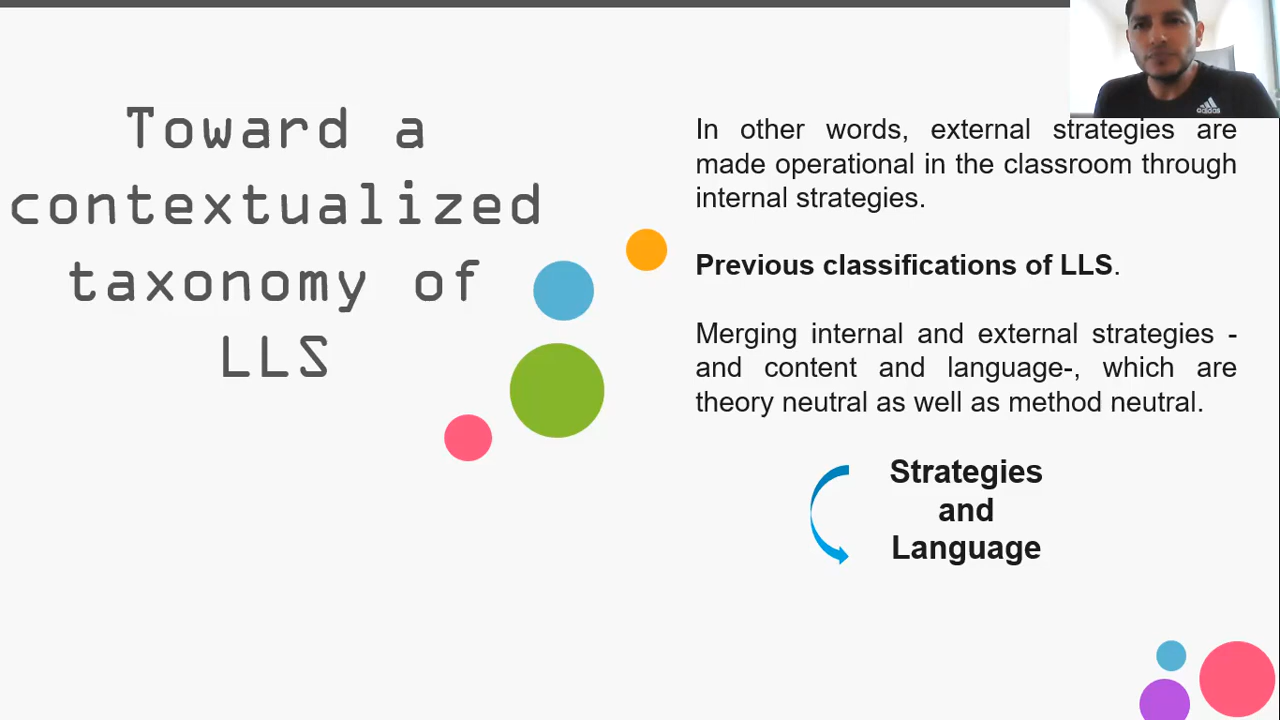 Toward a
contextualized
taxonomy of
LLS
In other words, external strategies are
made operational in the classroom through
internal strategies.
Previous classifications of LLS.
Merging internal and external strategies -
and content and language-, which are
theory neutral as well as method neutral.
Strategies
and
Language
adidas